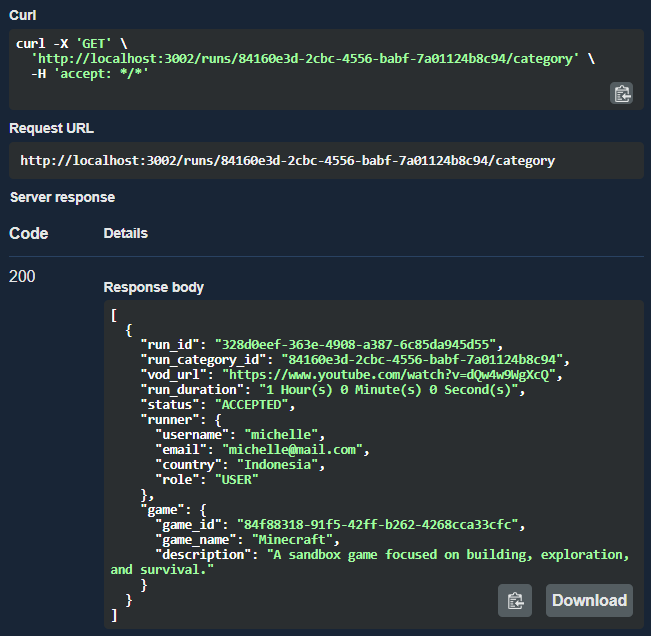 Curl
curl -X 'GET' \
  'http://localhost:3002/runs/84160e3d-2cbc-4556-babf-7a01124b8c94/category' \
  -H 'accept: */*'
Request URL
http://localhost:3002/runs/84160e3d-2cbc-4556-babf-7a01124b8c94/category
Server response
Code Details
200
Response body
[
  {
    "run_id": "328d0eef-363e-4908-a387-6c85da945d55",
    "run_category_id": "84160e3d-2cbc-4556-babf-7a01124b8c94",
    "vod_url": "https://www.youtube.com/watch?v=dQw4w9WgXcQ",
    "run_duration": "1 Hour(s) 0 Minute(s) 0 Second(s)",
    "status": "ACCEPTED",
    "runner": {
      "username": "michelle",
      "email": "michelle@mail.com",
      "country": "Indonesia",
      "role": "USER"
    },
    "game": {
      "game_id": "84f88318-91f5-42ff-b262-4268cca33cfc",
      "game_name": "Minecraft",
      "description": "A sandbox game focused on building, exploration,
and survival."
    }
  }
]
Download